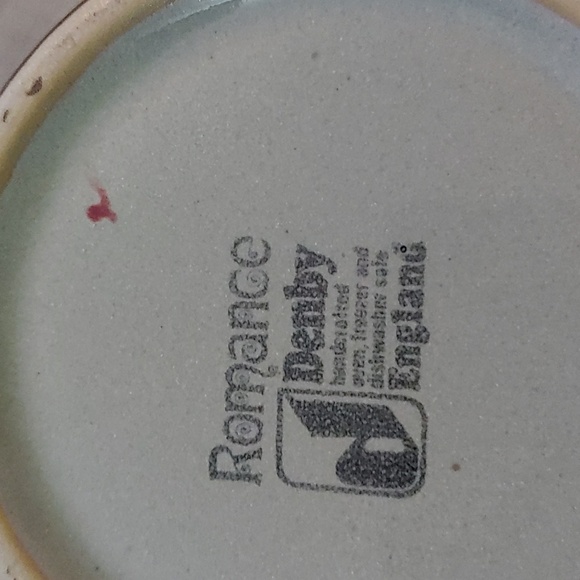 Romance
Denby
handcrafted
oven, freezer and
dishwasher safe
England